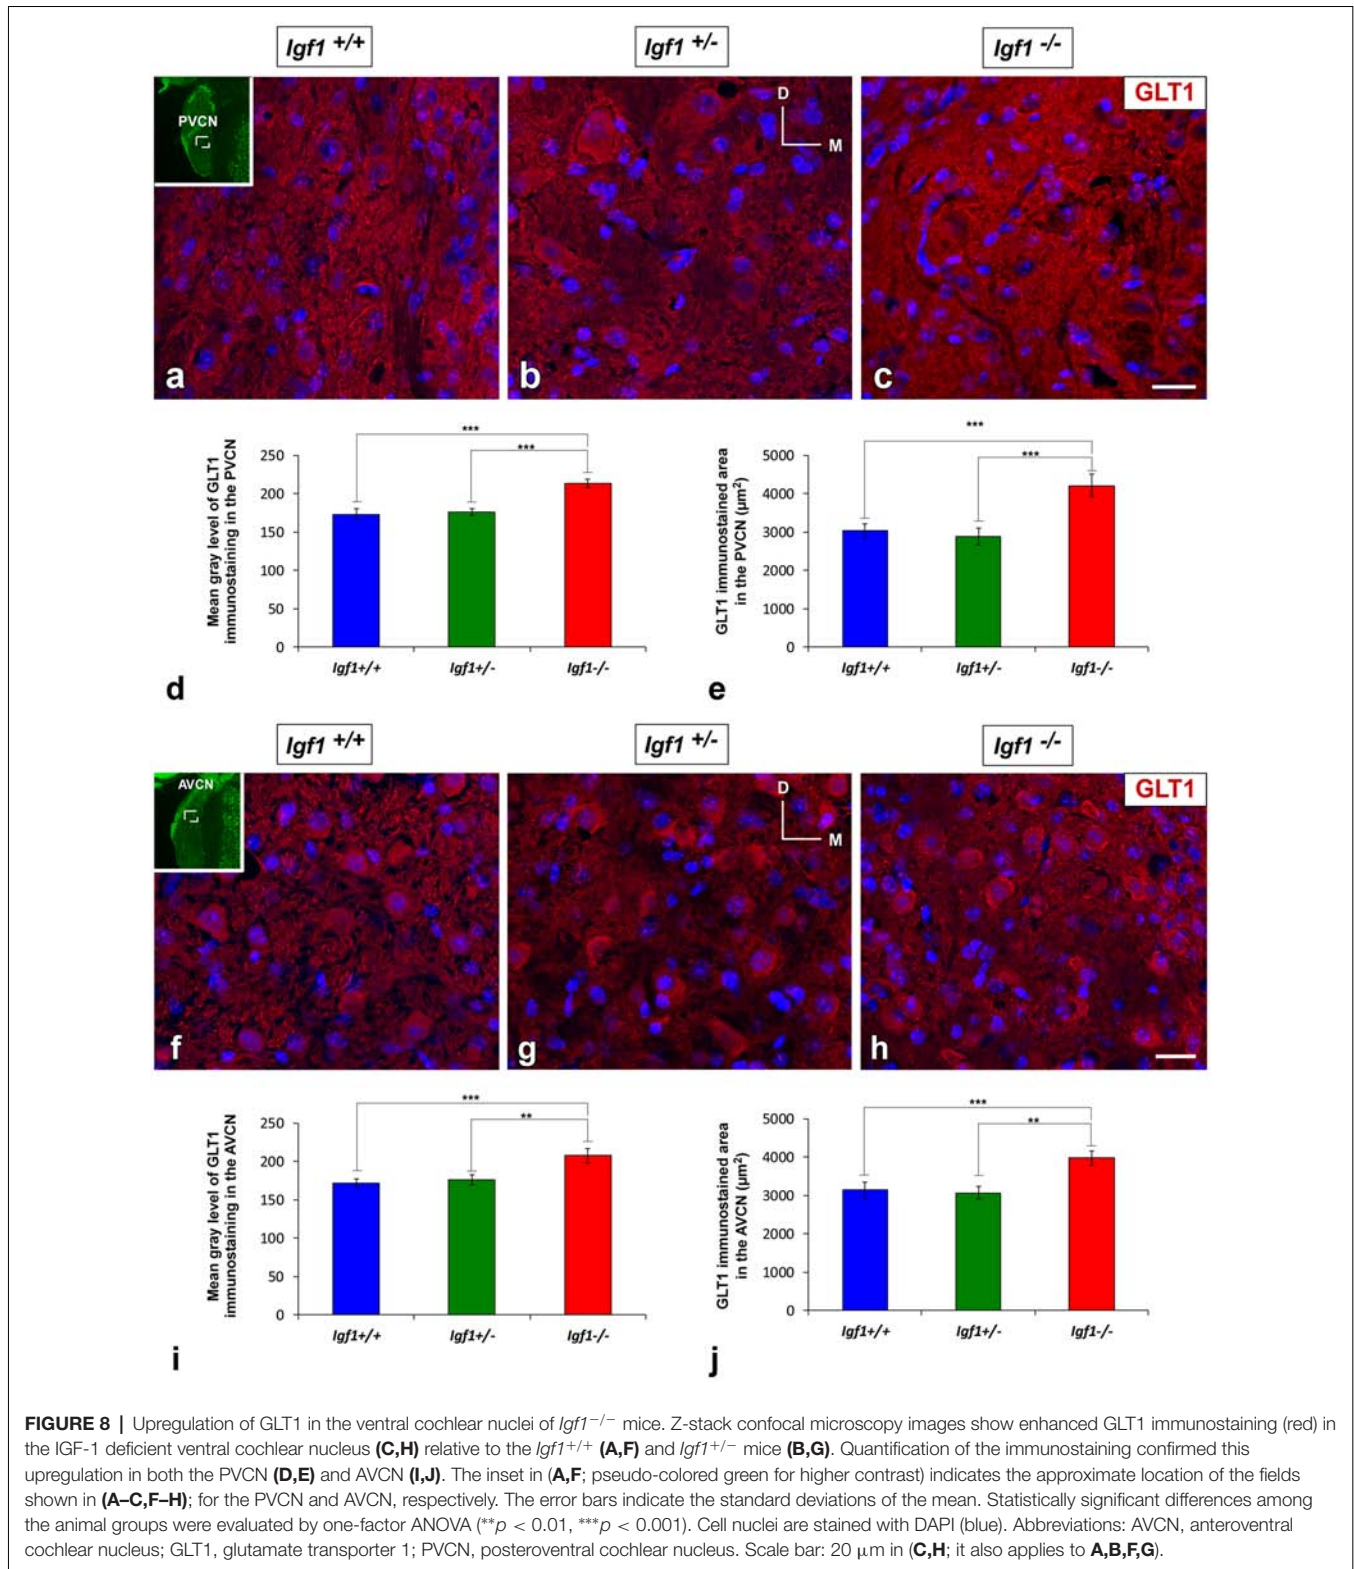 Igf1 +/+
Igf1 +/-
Igf1 -/-
PVCN
D
M
GLT1
a
b
c
Mean gray level of GLT1
immunostaining in the PVCN
250
200
150
100
50
0
***
***
Igf1+/+
Igf1+/-
Igf1-/-
d
GLT1 immunostained area
in the PVCN (µm²)
5000
4000
3000
2000
1000
0
***
***
Igf1+/+
Igf1+/-
Igf1-/-
e
Igf1 +/+
Igf1 +/-
Igf1 -/-
AVCN
D
M
GLT1
f
g
h
Mean gray level of GLT1
immunostaining in the AVCN
250
200
150
100
50
0
***
**
Igf1+/+
Igf1+/-
Igf1-/-
i
GLT1 immunostained area
in the AVCN (µm²)
5000
4000
3000
2000
1000
0
***
**
Igf1+/+
Igf1+/-
Igf1-/-
j
FIGURE 8 | Upregulation of GLT1 in the ventral cochlear nuclei of Igf1−/− mice. Z-stack confocal microscopy images show enhanced GLT1 immunostaining (red) in
the IGF-1 deficient ventral cochlear nucleus (C,H) relative to the Igf1+/+ (A,F) and Igf1+/− mice (B,G). Quantification of the immunostaining confirmed this
upregulation in both the PVCN (D,E) and AVCN (I,J). The inset in (A,F; pseudo-colored green for higher contrast) indicates the approximate location of the fields
shown in (A–C,F–H); for the PVCN and AVCN, respectively. The error bars indicate the standard deviations of the mean. Statistically significant differences among
the animal groups were evaluated by one-factor ANOVA (**p < 0.01, ***p < 0.001). Cell nuclei are stained with DAPI (blue). Abbreviations: AVCN, anteroventral
cochlear nucleus; GLT1, glutamate transporter 1; PVCN, posteroventral cochlear nucleus. Scale bar: 20 µm in (C,H; it also applies to A,B,F,G).